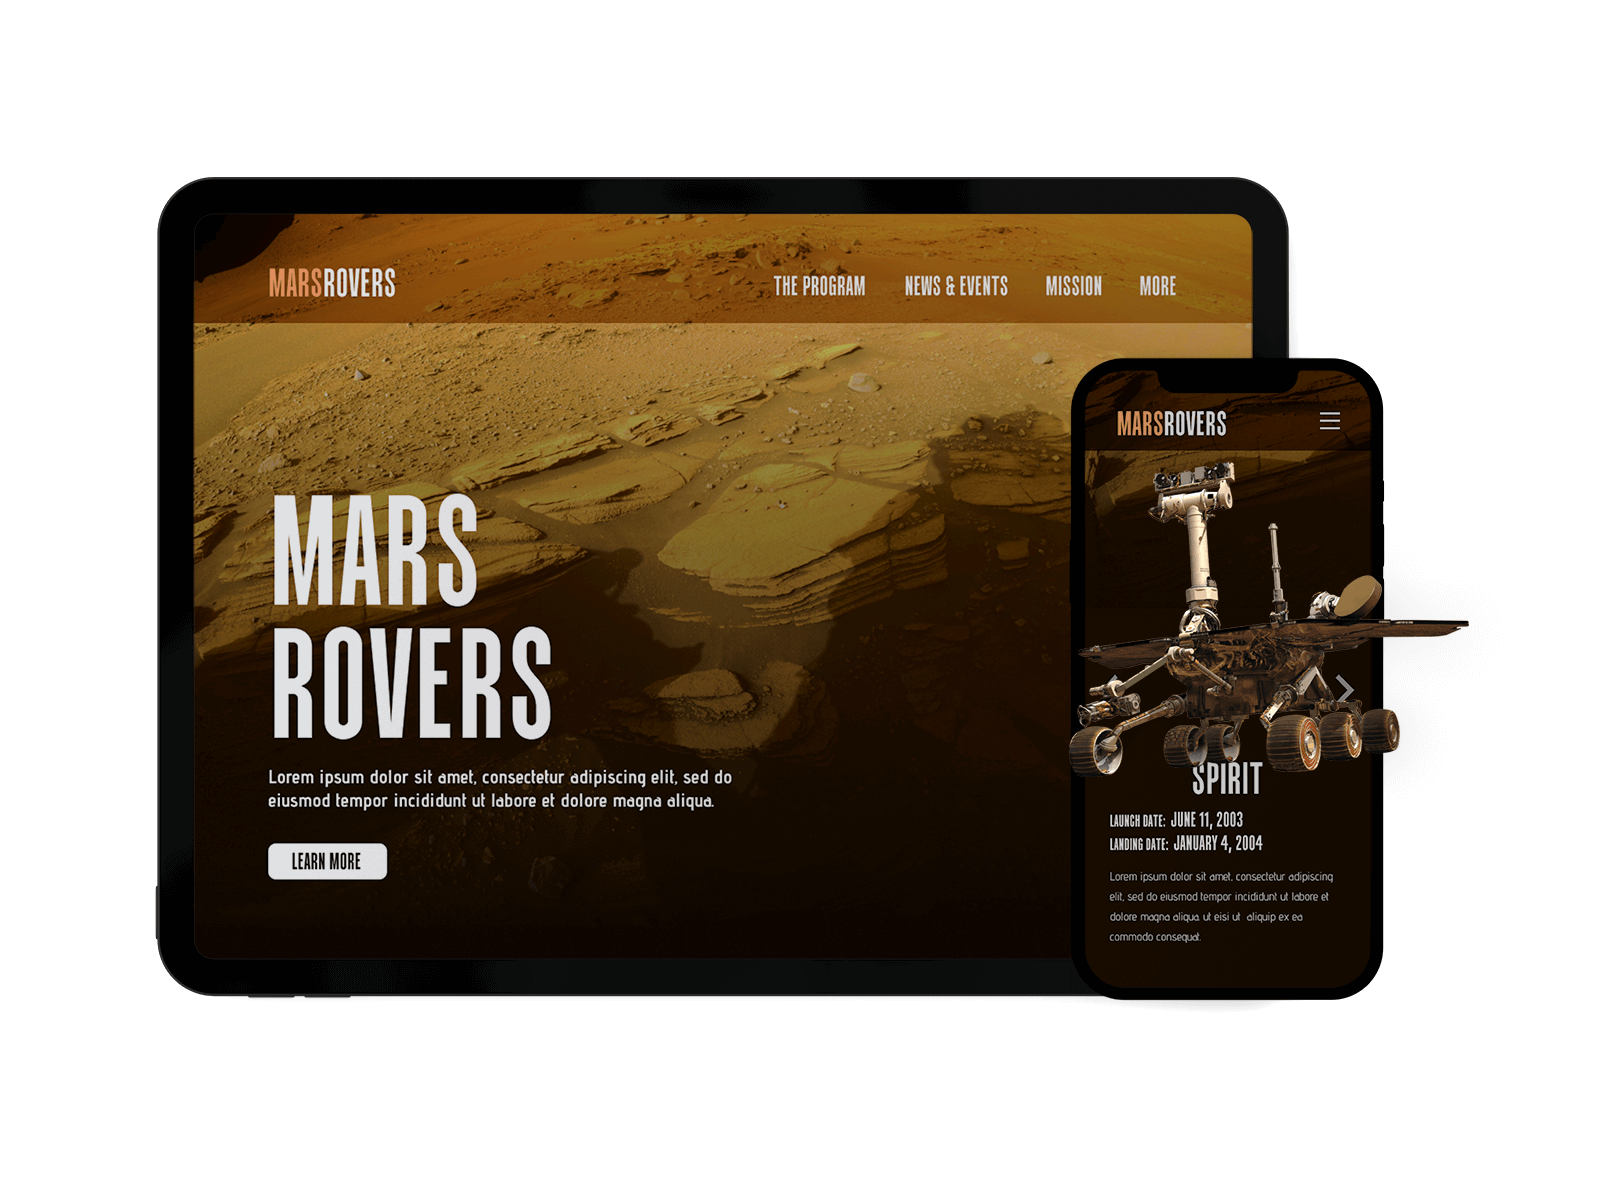 MARSROVERS
THE PROGRAM NEWS & EVENTS MISSION MORE
MARS
ROVERS
Lorem ipsum dolor sit amet, consectetur adipiscing elit, sed do
eiusmod tempor incididunt ut labore et dolore magna aliqua.
LEARN MORE
MARSROVERS
SPIRIT
LAUNCH DATE: JUNE 11, 2003
LANDING DATE: JANUARY 4, 2004
Lorem ipsum dolor sit amet, consectetur adipiscing
elit, sed do eiusmod tempor incididunt ut labore et
dolore magna aliqua. ut eisi ut aliquip ex ea
commodo consequat.